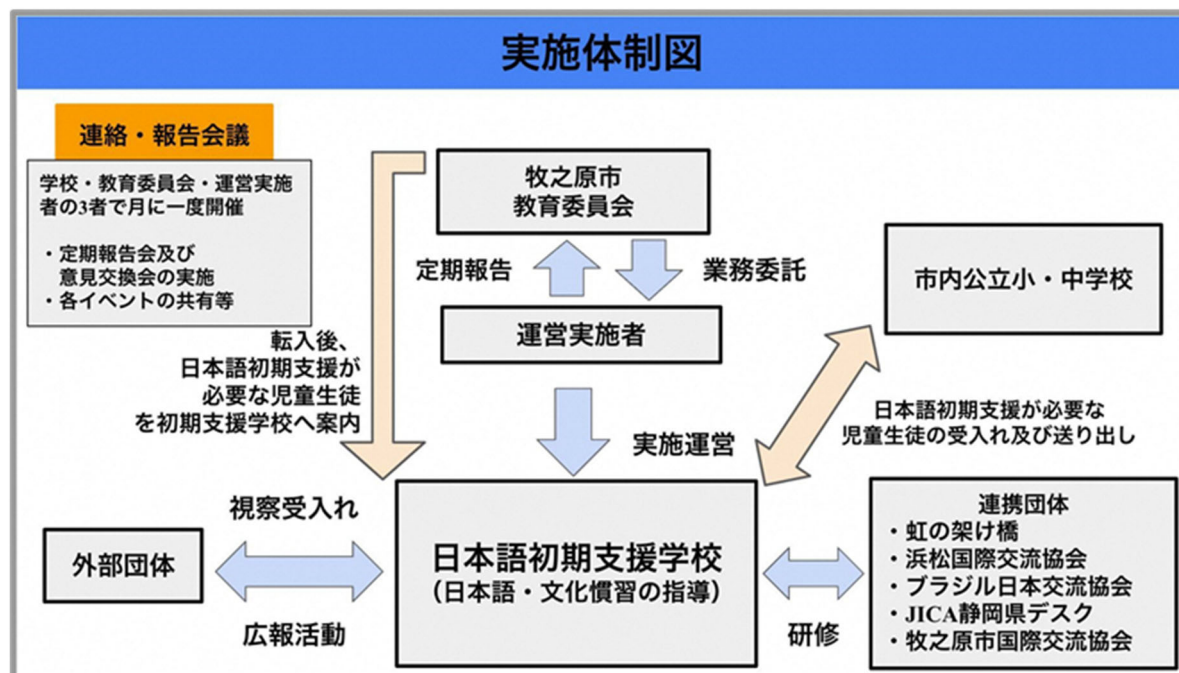 実施体制図
連絡・報告会議
学校・教育委員会・運営実施
者の3者で月に一度開催
・定期報告会及び
意見交換会の実施
・各イベントの共有等
牧之原市
教育委員会
定期報告
業務委託
運営実施者
市内公立小・中学校
転入後、
日本語初期支援が
必要な児童生徒
を初期支援学校へ案内
実施運営
日本語初期支援が必要な
児童生徒の受入れ及び送り出し
外部団体
視察受入れ
広報活動
日本語初期支援学校
（日本語・文化慣習の指導）
研修
連携団体
・虹の架け橋
・浜松国際交流協会
・ブラジル日本交流協会
・JICA静岡県デスク
・牧之原市国際交流協会